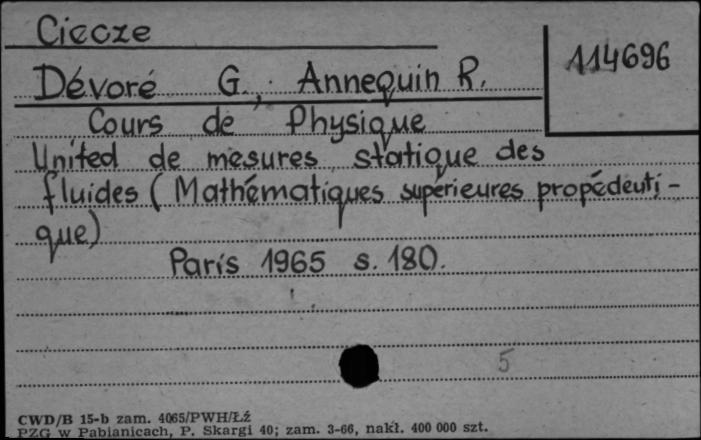 Ciecze
114696
Dévoré G., Annequin R.
Cours de Physique
United de mesures statique des
fluides (Mathématiques supérieures propédeuti-
que)
Paris 1965 s. 180.
5
CWD/B 15-b zam. 4065/PWH/Łź
PZG w Pabianicach, P. Skargi 40; zam. 3-66, nakł. 400 000 szt.